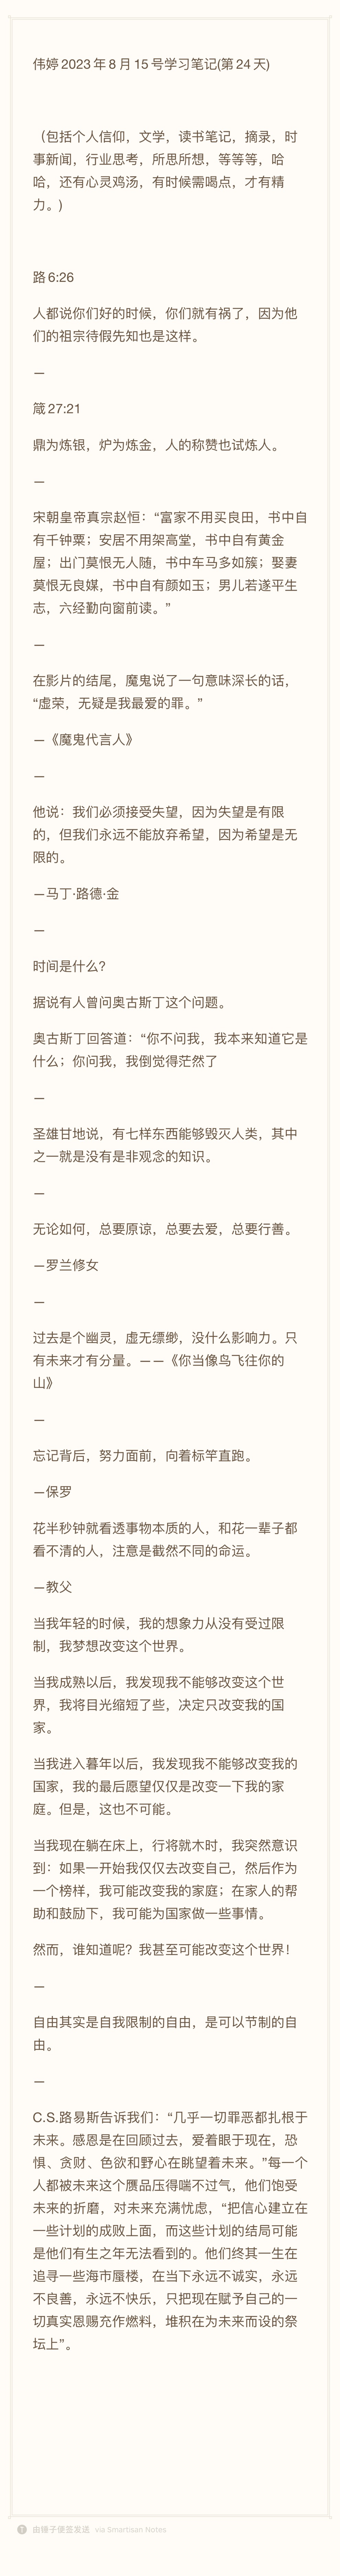 伟婷 2023 年 8 月 15 号学习笔记(第 24 天)
（包括个人信仰，文学，读书笔记，摘录，时
事新闻，行业思考，所思所想，等等等，哈
哈，还有心灵鸡汤，有时候需喝点，才有精
力。)
路 6:26
人都说你们好的时候，你们就有祸了，因为他
们的祖宗待假先知也是这样。
—
箴 27:21
鼎为炼银，炉为炼金，人的称赞也试炼人。
—
宋朝皇帝真宗赵恒：“富家不用买良田，书中自
有千钟粟；安居不用架高堂，书中自有黄金
屋；出门莫恨无人随，书中车马多如簇；娶妻
莫恨无良媒，书中自有颜如玉；男儿若遂平生
志，六经勤向窗前读。”
—
在影片的结尾，魔鬼说了一句意味深长的话，
“虚荣，无疑是我最爱的罪。”
—《魔鬼代言人》
—
他说：我们必须接受失望，因为失望是有限
的，但我们永远不能放弃希望，因为希望是无
限的。
—马丁·路德·金
—
时间是什么？
据说有人曾问奥古斯丁这个问题。
奥古斯丁回答道：“你不问我，我本来知道它是
什么；你问我，我倒觉得茫然了
—
圣雄甘地说，有七样东西能够毁灭人类，其中
之一就是没有是非观念的知识。
—
无论如何，总要原谅，总要去爱，总要行善。
—罗兰修女
—
过去是个幽灵，虚无缥缈，没什么影响力。只
有未来才有分量。——《你当像鸟飞往你的
山》
—
忘记背后，努力面前，向着标竿直跑。
—保罗
花半秒钟就看透事物本质的人，和花一辈子都
看不清的人，注意是截然不同的命运。
—教父
当我年轻的时候，我的想象力从没有受过限
制，我梦想改变这个世界。
当我成熟以后，我发现我不能够改变这个世
界，我将目光缩短了些，决定只改变我的国
家。
当我进入暮年以后，我发现我不能够改变我的
国家，我的最后愿望仅仅是改变一下我的家
庭。但是，这也不可能。
当我现在躺在床上，行将就木时，我突然意识
到：如果一开始我仅仅去改变自己，然后作为
一个榜样，我可能改变我的家庭；在家人的帮
助和鼓励下，我可能为国家做一些事情。
然而，谁知道呢？我甚至可能改变这个世界！
—
自由其实是自我限制的自由，是可以节制的自
由。
—
C.S.路易斯告诉我们：“几乎一切罪恶都扎根于
未来。感恩是在回顾过去，爱着眼于现在，恐
惧、贪财、色欲和野心在眺望着未来。”每一个
人都被未来这个赝品压得喘不过气，他们饱受
未来的折磨，对未来充满忧虑，“把信心建立在
一些计划的成败上面，而这些计划的结局可能
是他们有生之年无法看到的。他们终其一生在
追寻一些海市蜃楼，在当下永远不诚实，永远
不良善，永远不快乐，只把现在赋予自己的一
切真实恩赐充作燃料，堆积在为未来而设的祭
坛上”。
由锤子便签发送 via Smartisan Notes